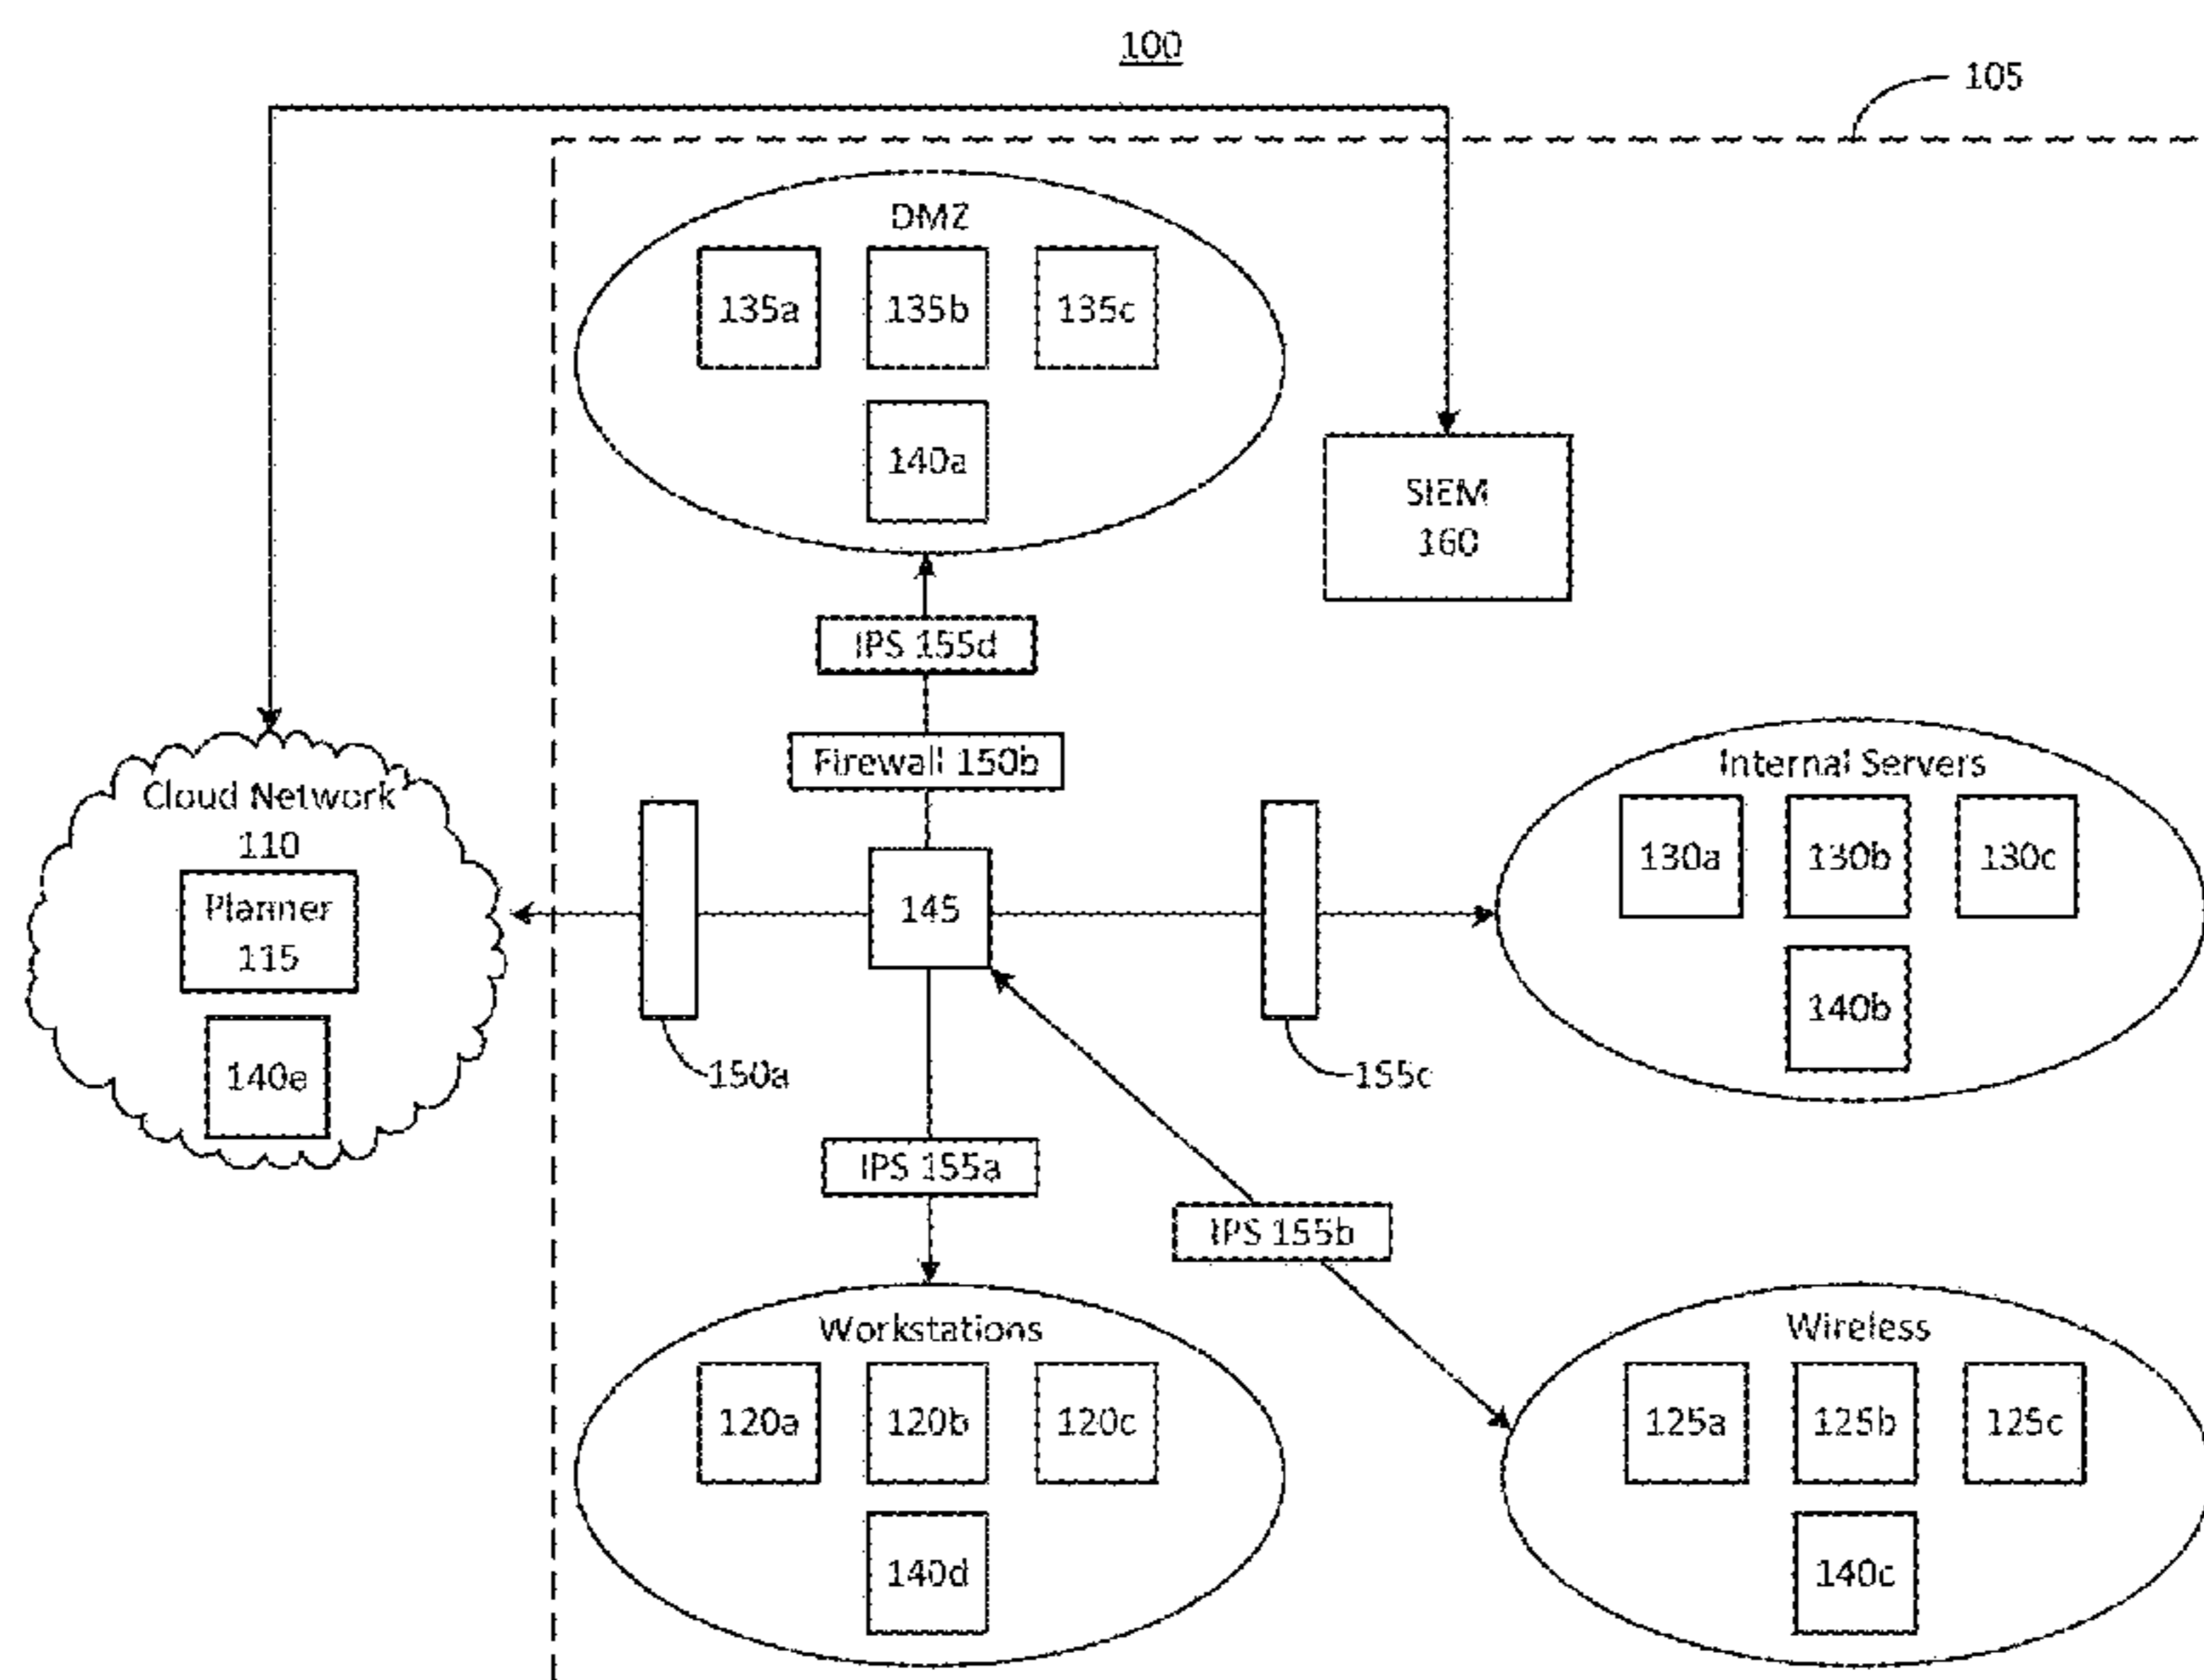 100
105
DMZ
135a 135b 135c
140a
SIEM
160
IPS 155d
Firewall 150b
Cloud Network
110
Planner
115
140e
145
150a
155c
Internal Servers
130a 130b 130c
140b
IPS 155a
IPS 155b
Workstations
120a 120b 120c
140d
Wireless
125a 125b 125c
140c